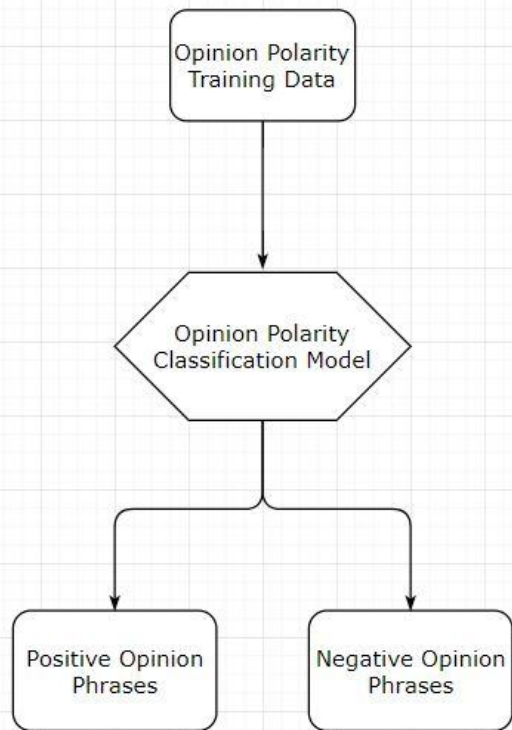 Opinion Polarity
Training Data
Opinion Polarity
Classification Model
Positive Opinion
Phrases
Negative Opinion
Phrases